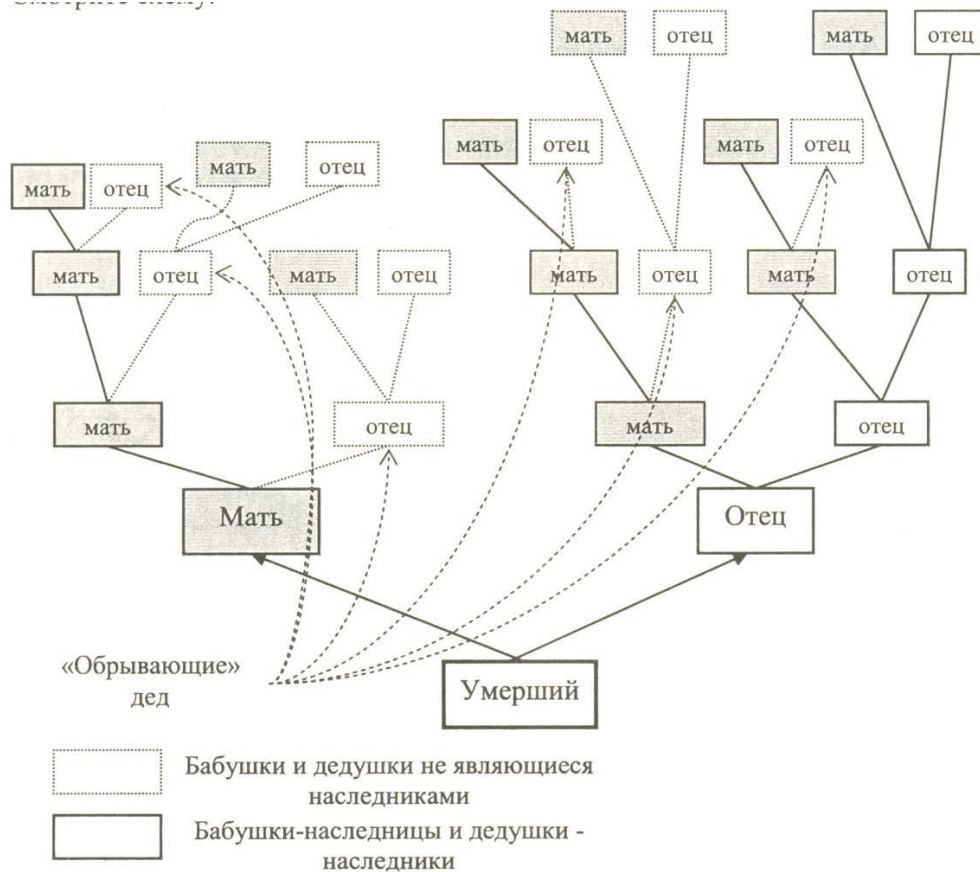 Смотрите схему.
мать отец мать отец
мать отец мать отец
мать отец мать отец
мать отец мать отец мать отец мать отец
мать отец мать отец
Мать Отец
«Обрывающие»
дед
Умерший
Бабушки и дедушки не являющиеся
наследниками
Бабушки-наследницы и дедушки -
наследники